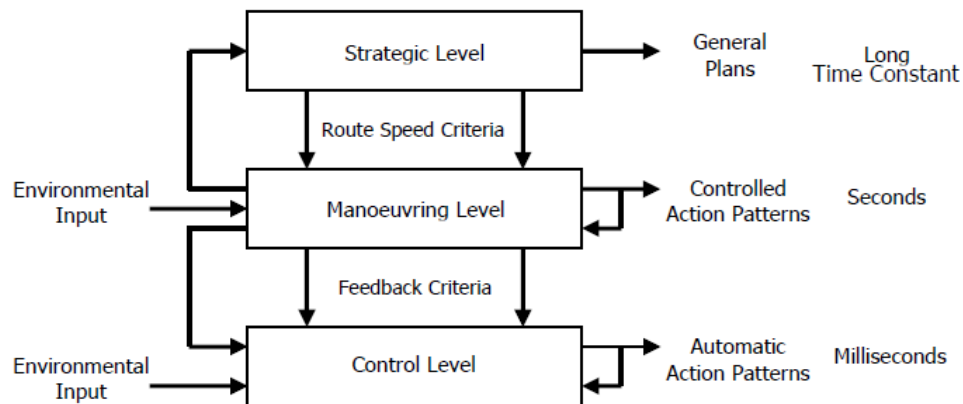 Strategic Level
General
Plans
Long
Time Constant
Route Speed Criteria
Environmental
Input
Manoeuvring Level
Controlled
Action Patterns
Seconds
Feedback Criteria
Environmental
Input
Control Level
Automatic
Action Patterns
Milliseconds